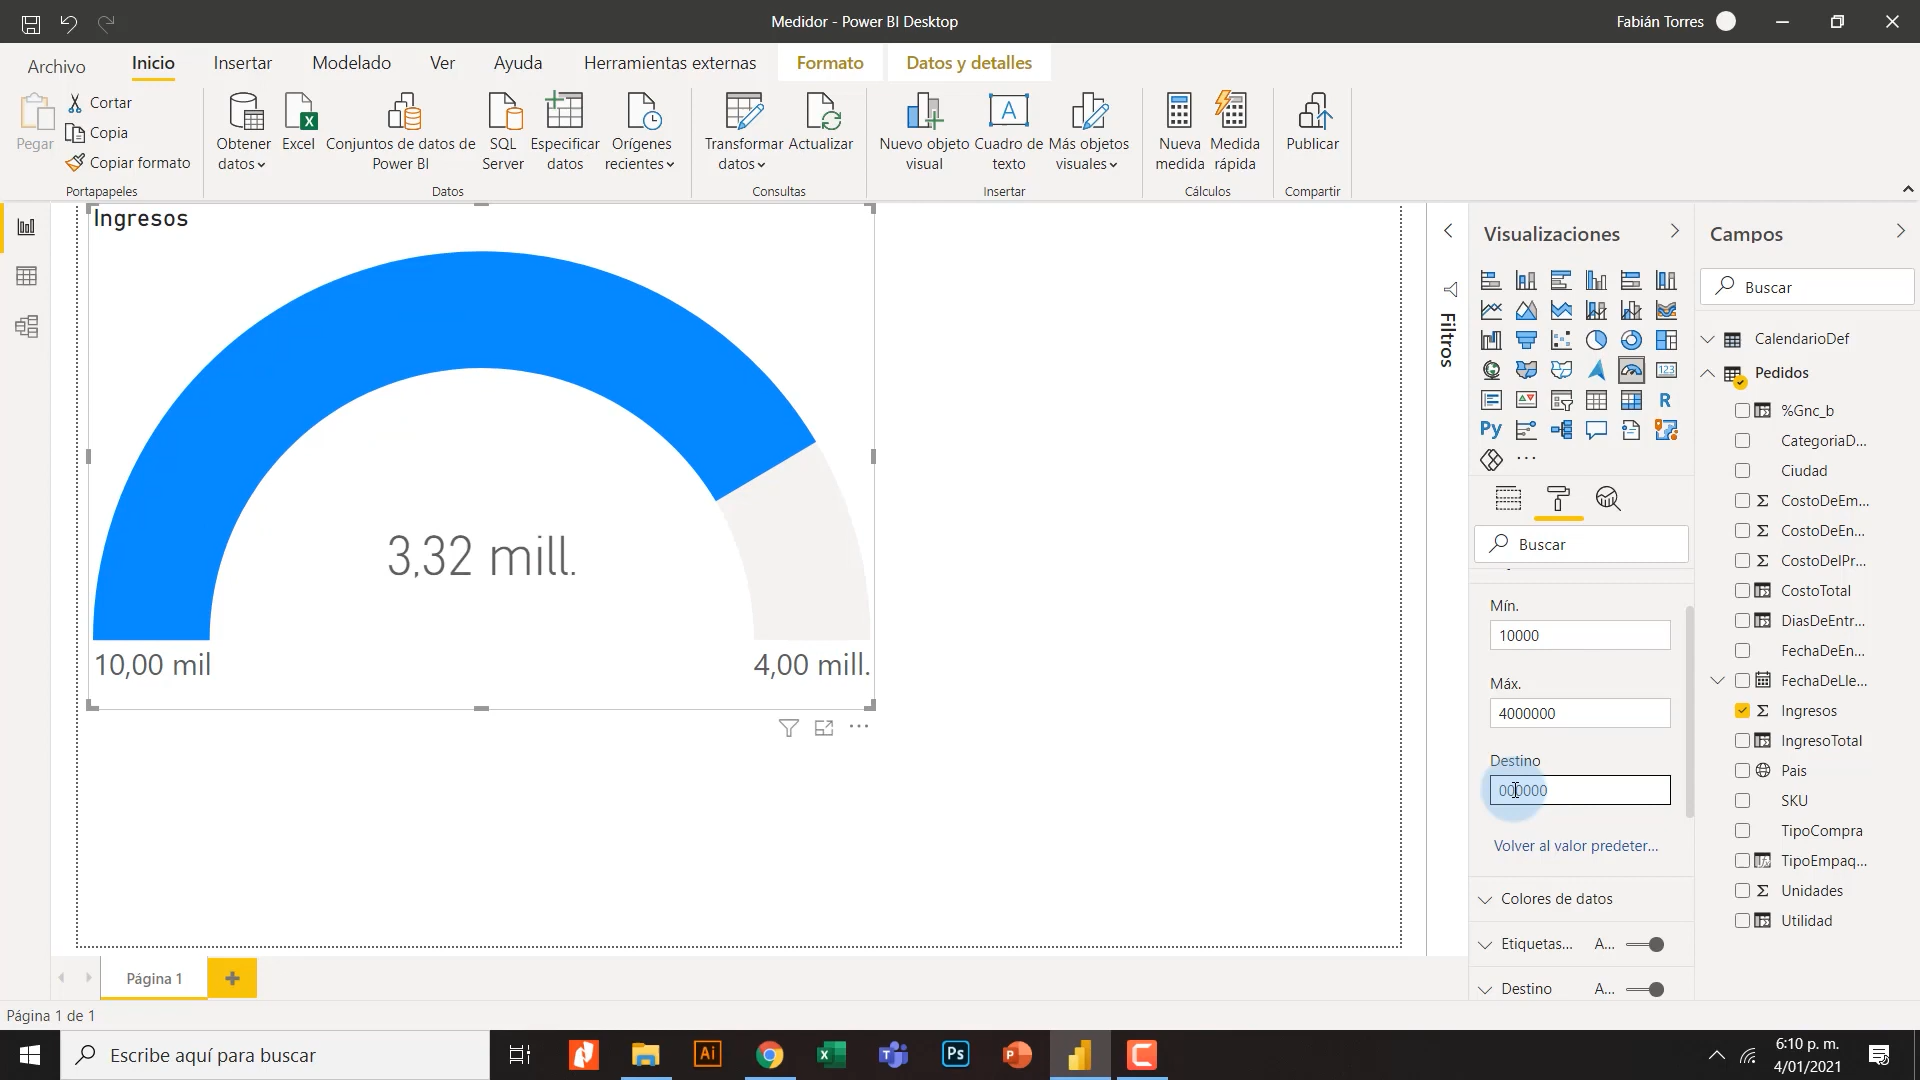 Medidor - Power BI Desktop
Fabián Torres
Archivo
Inicio
Insertar
Modelado
Ver
Ayuda
Herramientas externas
Formato
Datos y detalles
Pegar
Cortar
Copia
Copiar formato
Portapapeles
Obtener datos
Excel
Conjuntos de datos de Power BI
SQL Server
Especificar datos
Orígenes recientes
Datos
Transformar datos
Actualizar
Consultas
Nuevo objeto visual
Cuadro de texto
Más objetos visuales
Insertar
Nueva medida
Medida rápida
Cálculos
Publicar
Compartir
Ingresos
3,32 mill.
10,00 mil
4,00 mill.
Filtros
Visualizaciones
R
Py
123
Buscar
Mín.
10000
Máx.
4000000
Destino
000000
Volver al valor predeter...
Colores de datos
Etiquetas... A...
Destino A...
Campos
Buscar
CalendarioDef
Pedidos
%Gnc_b
CategoriaD...
Ciudad
CostoDeEm...
CostoDeEn...
CostoDelPr...
CostoTotal
DiasDeEntr...
FechaDeEn...
FechaDeLle...
Ingresos
IngresoTotal
Pais
SKU
TipoCompra
TipoEmpaq...
Unidades
Utilidad
Página 1
Página 1 de 1
Escribe aquí para buscar
6:10 p. m.
4/01/2021